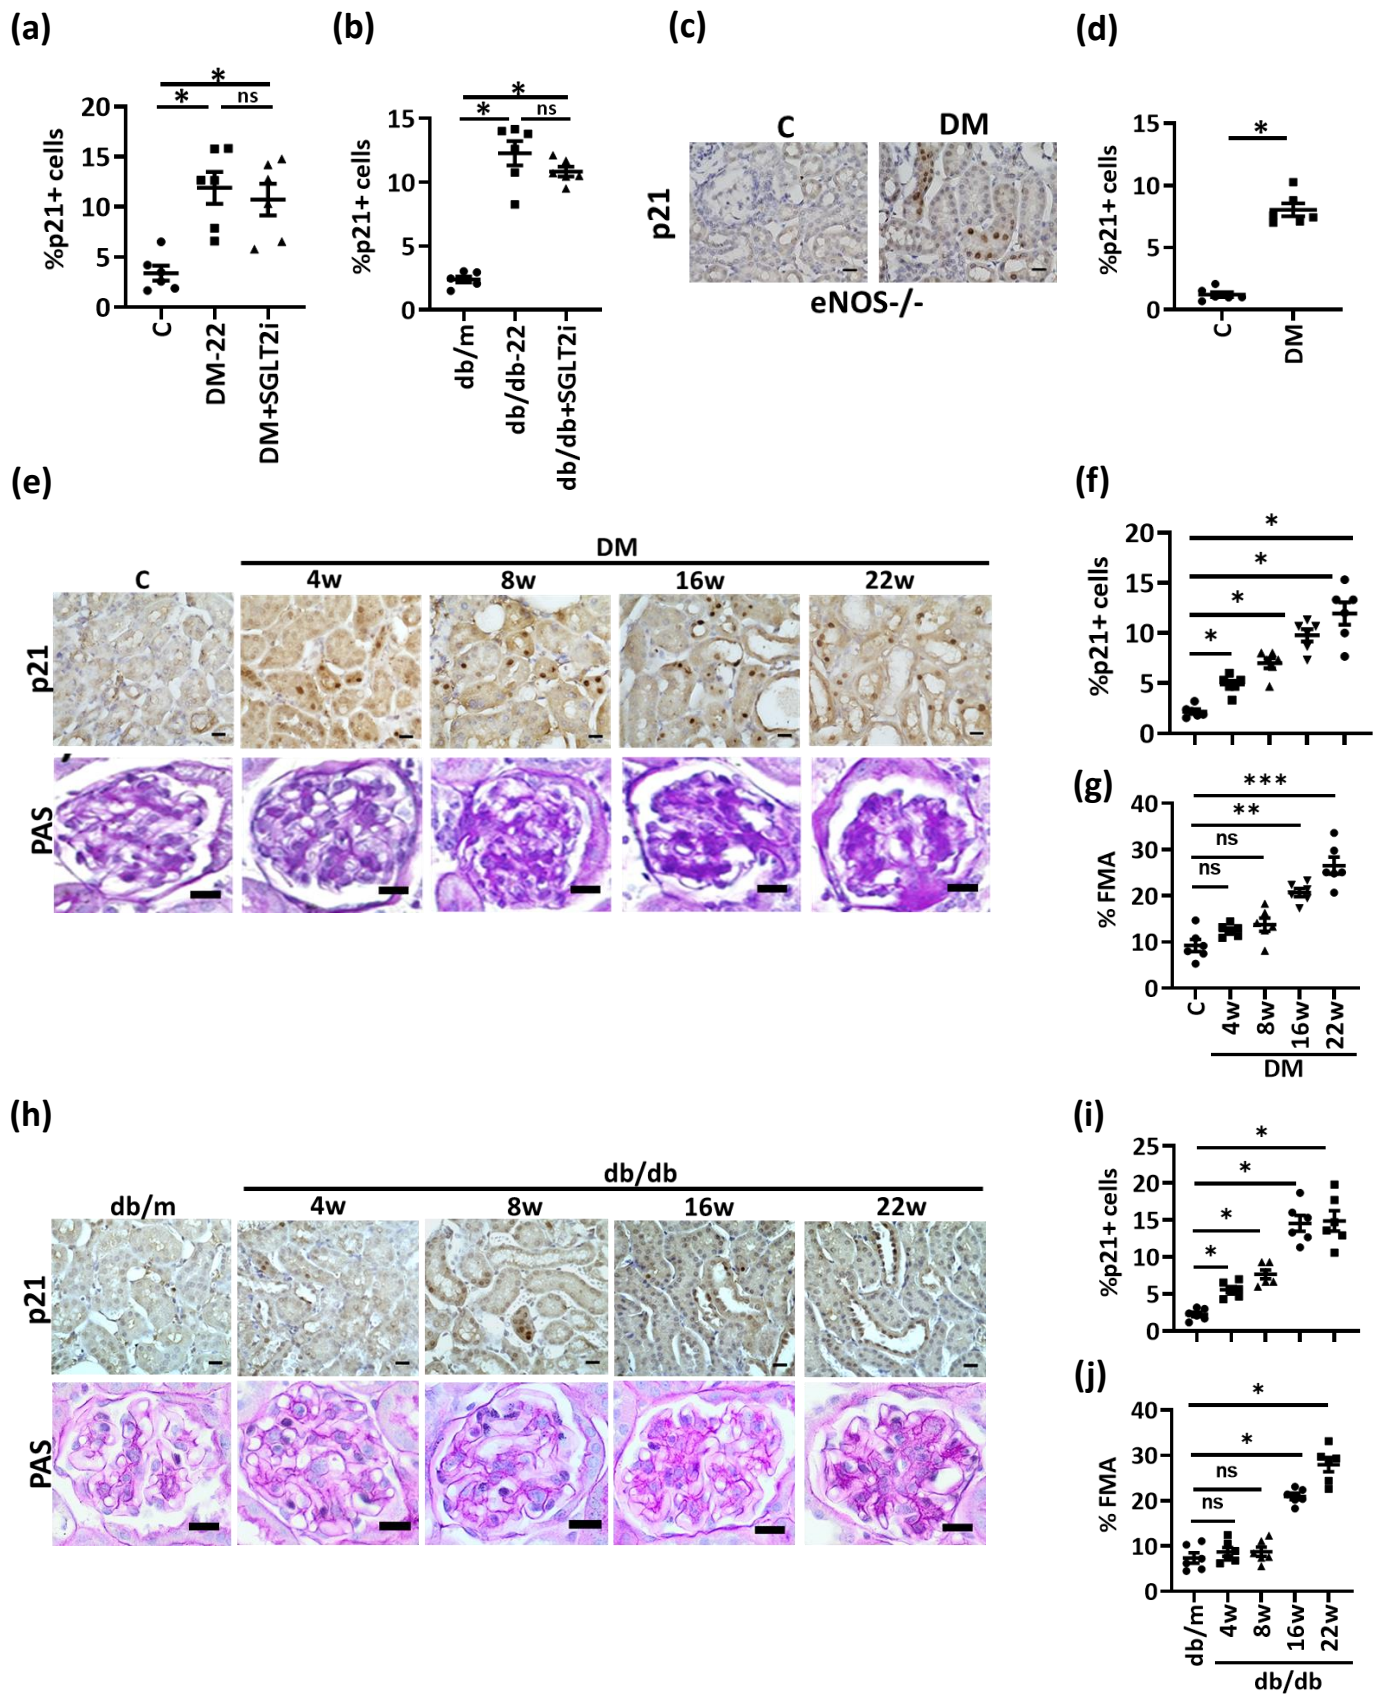 (a)
(b)
(c)
(d)
%p21+ cells
20
15
10
5
0
*
*
ns
C
DM-22
DM+SGLT2i
%p21+ cells
15
10
5
0
*
*
ns
db/m
db/db-22
db/db+SGLT2i
C
DM
p21
eNOS-/-
%p21+ cells
15
10
5
0
*
C
DM
(e)
DM
C
4w
8w
16w
22w
p21
PAS
(f)
%p21+ cells
20
15
10
5
0
*
*
*
*
(g)
% FMA
40
30
20
10
0
***
**
ns
ns
C
4w
8w
16w
22w
DM
(h)
db/db
db/m
4w
8w
16w
22w
p21
PAS
(i)
%p21+ cells
25
20
15
10
5
0
*
*
*
*
(j)
% FMA
40
30
20
10
0
*
*
ns
ns
db/m
4w
8w
16w
22w
db/db